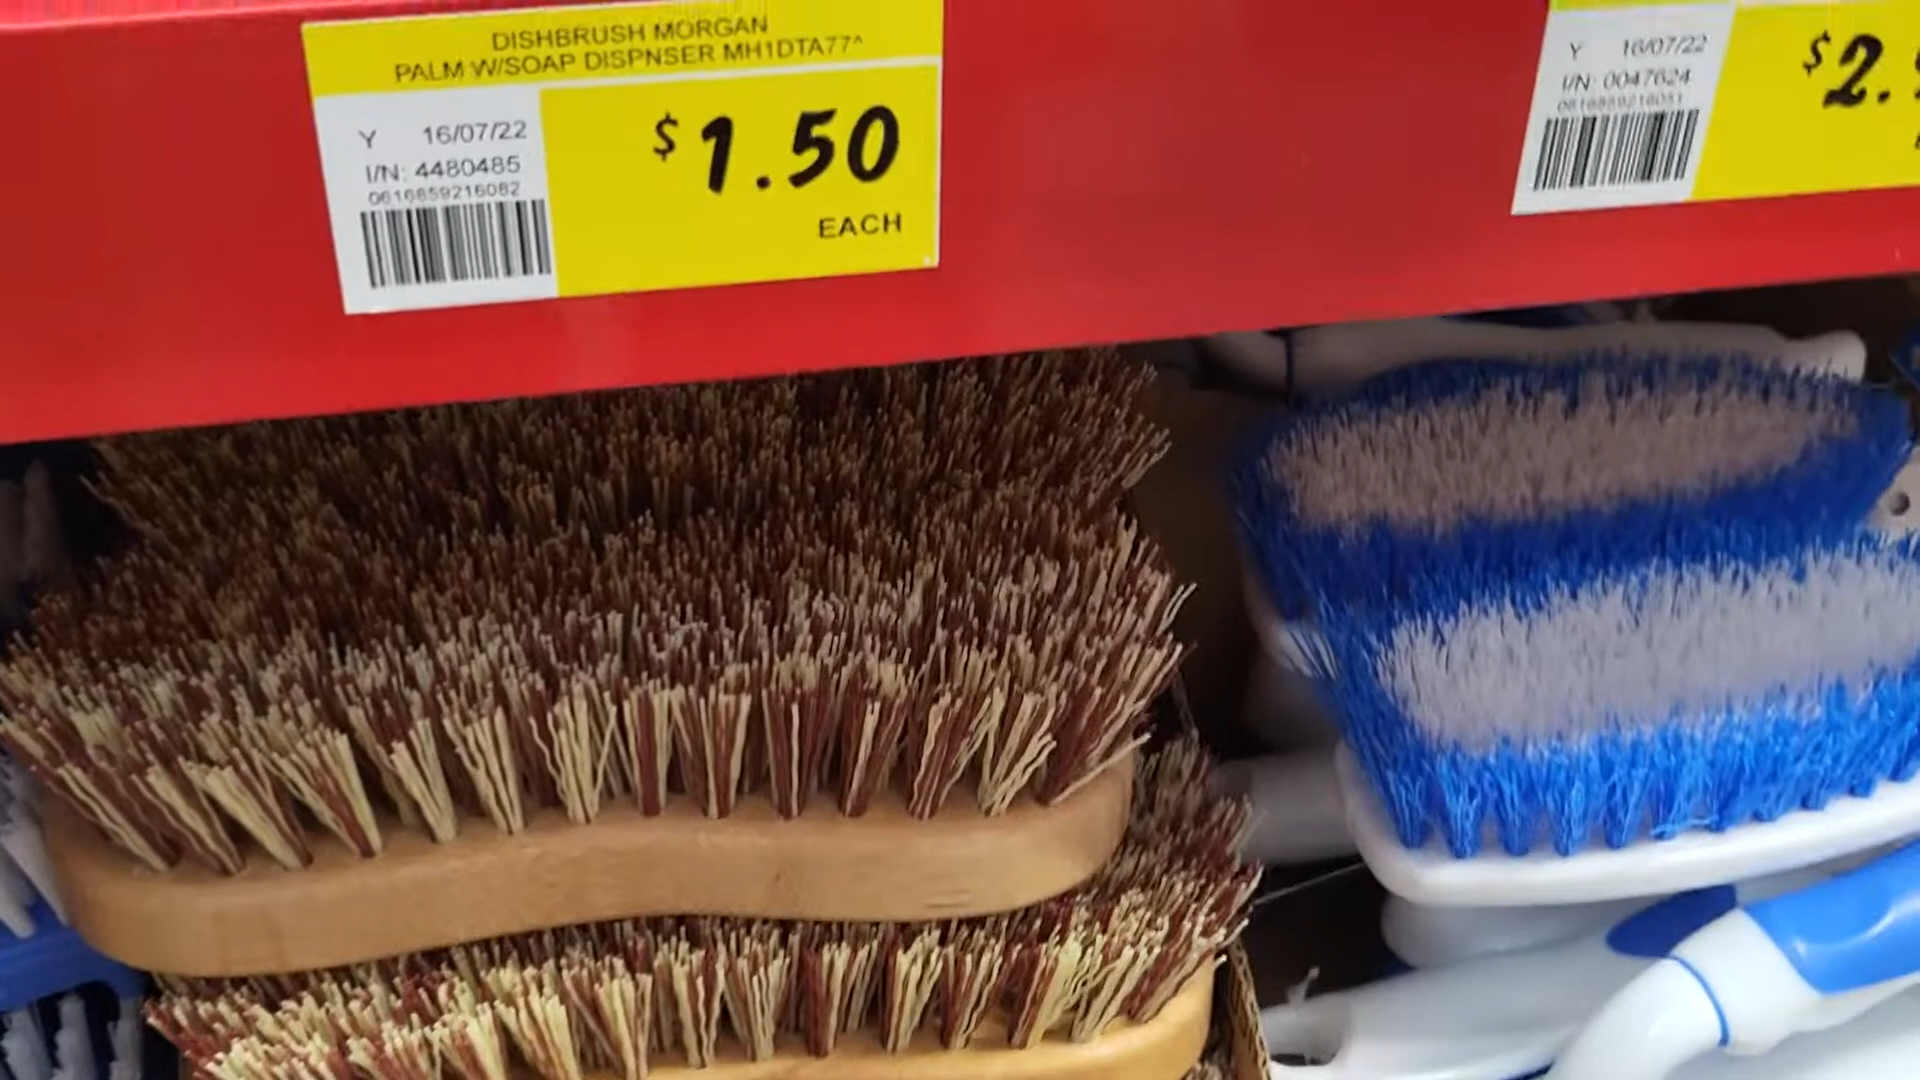 DISHBRUSH MORGAN
PALM W/SOAP DISPNSER MH1DTA77^
Y 16/07/22
I/N: 4480485
0616859216082
$1.50
EACH
Y 16/07/22
I/N: 0047624
$2.